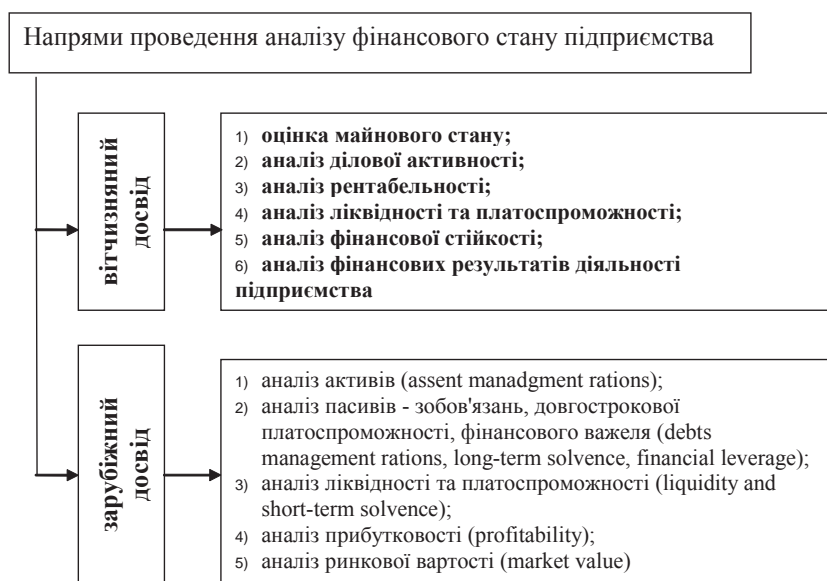 Напрями проведення аналізу фінансового стану підприємства
вітчизняний
досвід
1) оцінка майнового стану;
2) аналіз ділової активності;
3) аналіз рентабельності;
4) аналіз ліквідності та платоспроможності;
5) аналіз фінансової стійкості;
6) аналіз фінансових результатів діяльності
підприємства
зарубіжний
досвід
1) аналіз активів (assent manadgment rations);
2) аналіз пасивів - зобов'язань, довгострокової
платоспроможності, фінансового важеля (debts
management rations, long-term solvence, financial leverage);
3) аналіз ліквідності та платоспроможності (liquidity and
short-term solvence);
4) аналіз прибутковості (profitability);
5) аналіз ринкової вартості (market value)